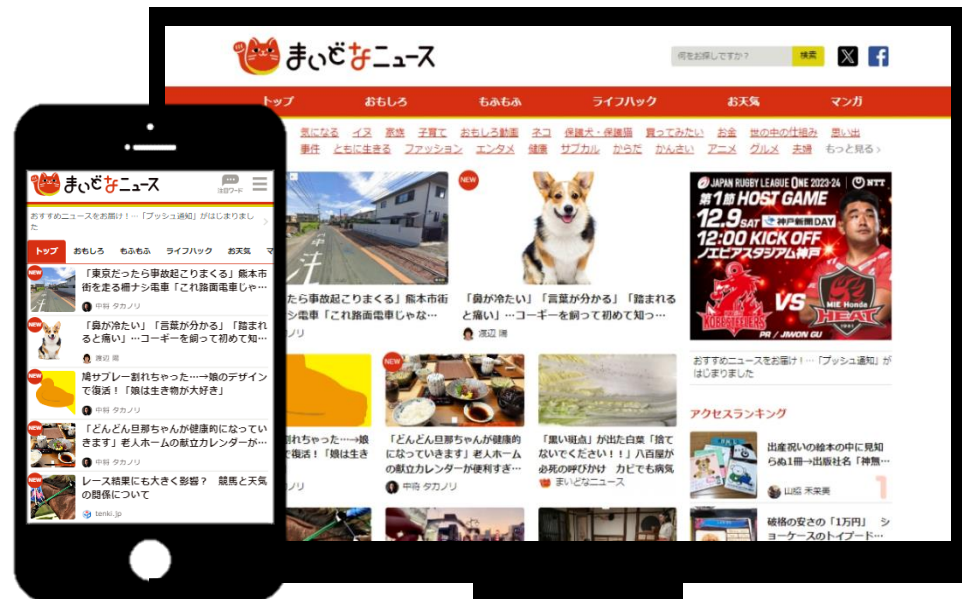 まいどなニュース
何をお探しですか?
検索
トップ おもしろ もふもふ ライフハック お天気 マンガ
気になる イヌ 家族 子育て おもしろ動画 ネコ 保護犬・保護猫 買ってみたい お金 世の中の仕組み 思い出
事件 ともに生きる ファッション エンタメ 健康 サブカル からだ かんさい アニメ グルメ 夫婦 もっと見る
NEW
たら事故起こりまくる」熊本市街
シ電車「これ路面電車じゃな…
ノリ
「鼻が冷たい」「言葉が分かる」「踏まれる
と痛い」…コーギーを飼って初めて知っ…
渡辺 陽
JAPAN RUGBY LEAGUE ONE 2023-24 NTT
第1節 HOST GAME
12.9 SAT 神戸新聞DAY
12:00 KICK OFF
ノエビアスタジアム神戸
VS
KOBE STEELERS
MIE Honda
HEAT
PR / JIWON GU
おすすめニュースをお届け!…「プッシュ通知」が
はじまりました
NEW
割れちゃった…→娘
で復活!「娘は生き
ノリ
「どんどん旦那ちゃんが健康的
になっていきます」老人ホーム
の献立カレンダーが便利すぎ…
中将 タカノリ
「黒い斑点」が出た白菜「捨て
ないでください!!」八百屋が
必死の呼びかけ カビでも病気
まいどなニュース
アクセスランキング
出産祝いの絵本の中に見知
らぬ1冊→出版社名「神無…
山脇 未菜美
1
破格の安さの「1万円」 シ
ョーケースのトイプード…
まいどなニュース
注目ワード
おすすめニュースをお届け!…「プッシュ通知」がはじまりまし
た
トップ おもしろ もふもふ ライフハック お天気 マ
NEW
「東京だったら事故起こりまくる」熊本市
街を走る柵ナシ電車「これ路面電車じゃ…
中将 タカノリ
NEW
「鼻が冷たい」「言葉が分かる」「踏まれ
ると痛い」…コーギーを飼って初めて知…
渡辺 陽
NEW
鳩サブレー割れちゃった…→娘のデザイン
で復活!「娘は生き物が大好き」
中将 タカノリ
NEW
「どんどん旦那ちゃんが健康的になってい
きます」老人ホームの献立カレンダーが…
中将 タカノリ
NEW
レース結果にも大きく影響? 競馬と天気
の関係について
tenki.jp